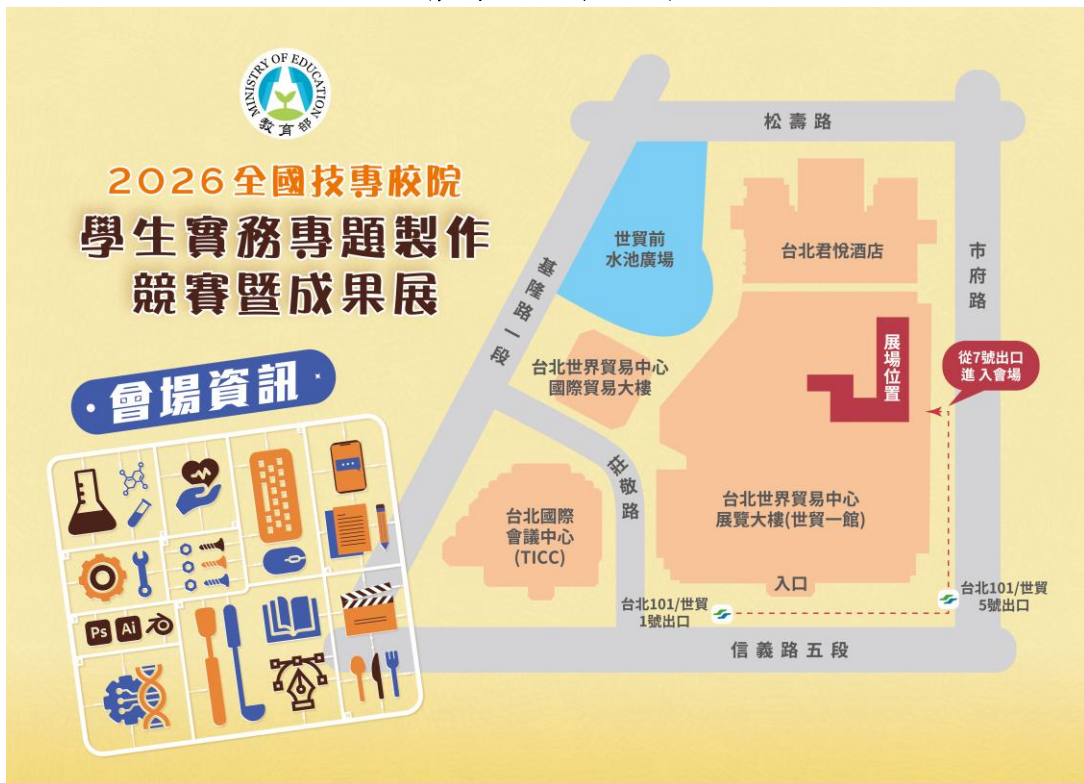 MINISTRY OF EDUCATION
教育部
2026全國技專校院
學生實務專題製作
競賽暨成果展
會場資訊
Ps
Ai
松壽路
世貿前
水池廣場
台北君悅酒店
市府路
基隆路一段
台北世界貿易中心
國際貿易大樓
展場位置
從7號出口
進入會場
莊敬路
台北國際
會議中心
(TICC)
台北世界貿易中心
展覽大樓(世貿一館)
入口
台北101/世貿
1號出口
台北101/世貿
5號出口
信義路五段